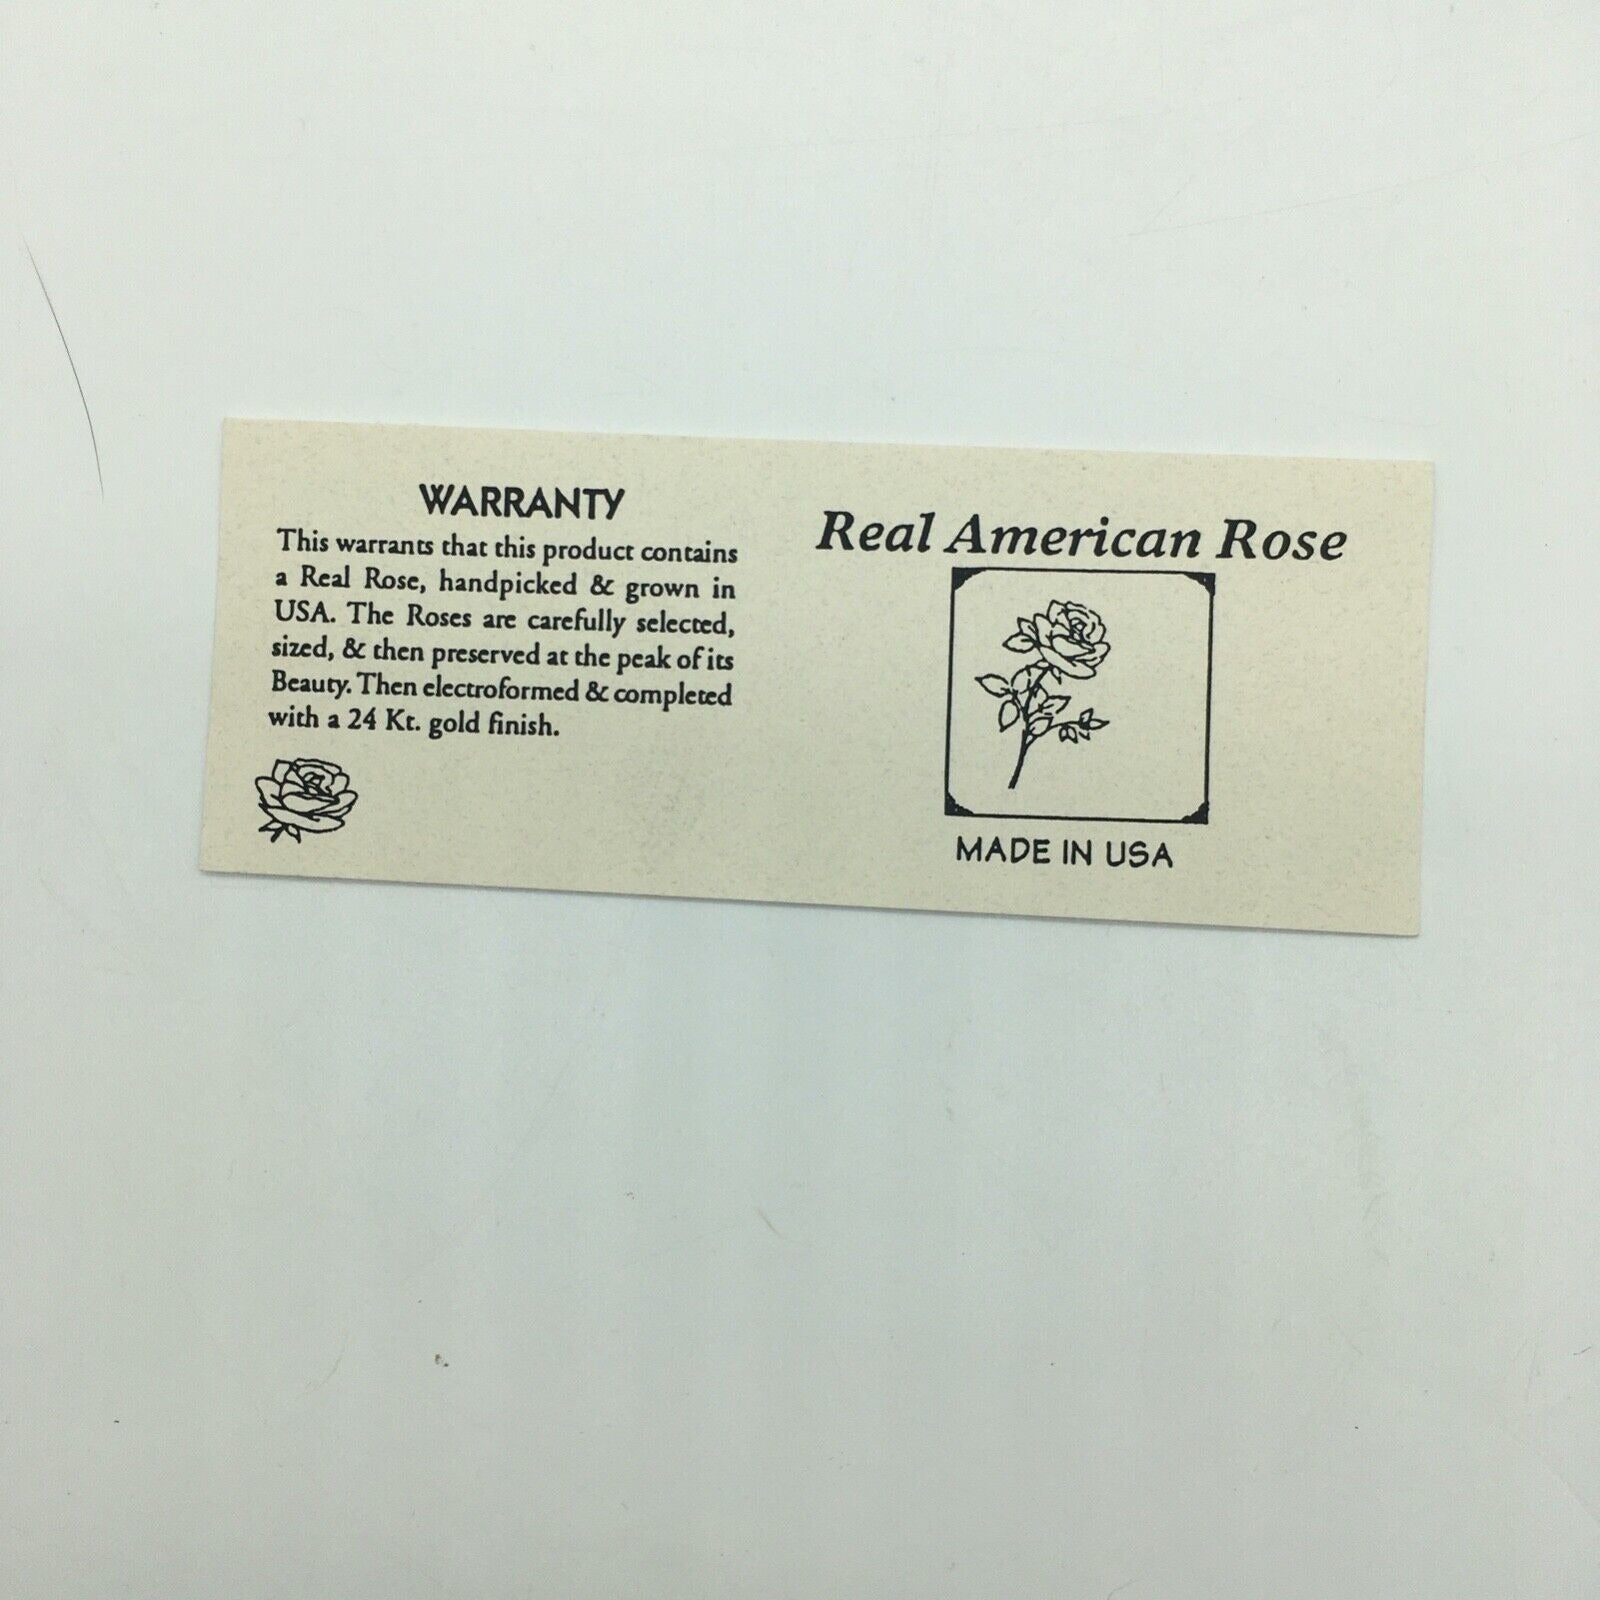 WARRANTY
This warrants that this product contains
a Real Rose, handpicked & grown in
USA. The Roses are carefully selected,
sized, & then preserved at the peak of its
Beauty. Then electroformed & completed
with a 24 Kt. gold finish.
Real American Rose
MADE IN USA